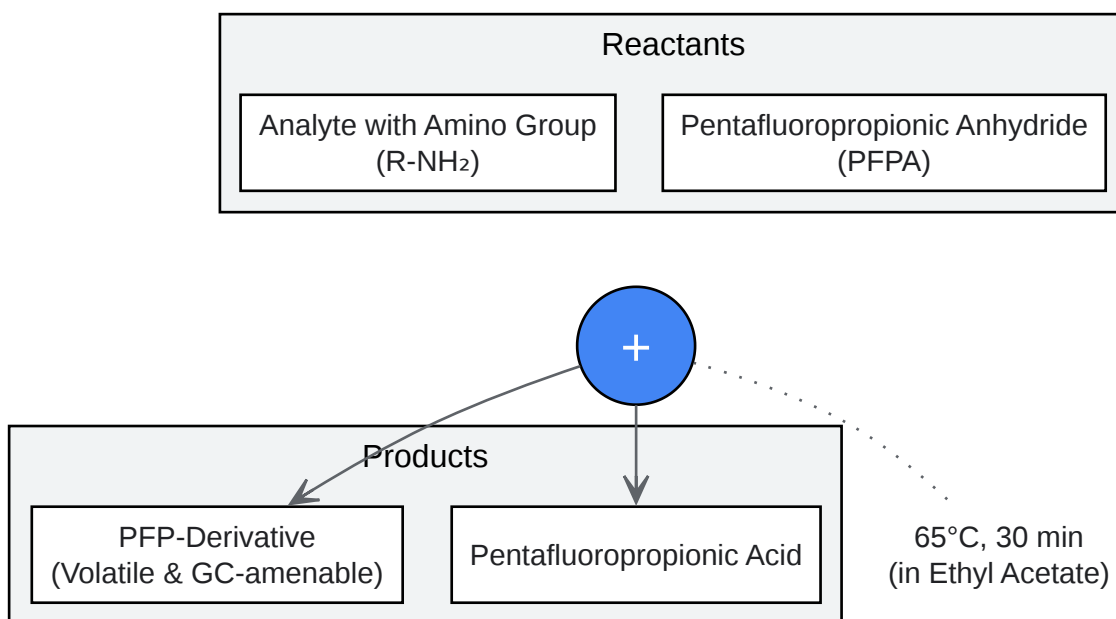 Reactants
Analyte with Amino Group
(R-NH₂)
Pentafluoropropionic Anhydride
(PFPA)
+
Products
PFP-Derivative
(Volatile & GC-amenable)
Pentafluoropropionic Acid
65°C, 30 min
(in Ethyl Acetate)